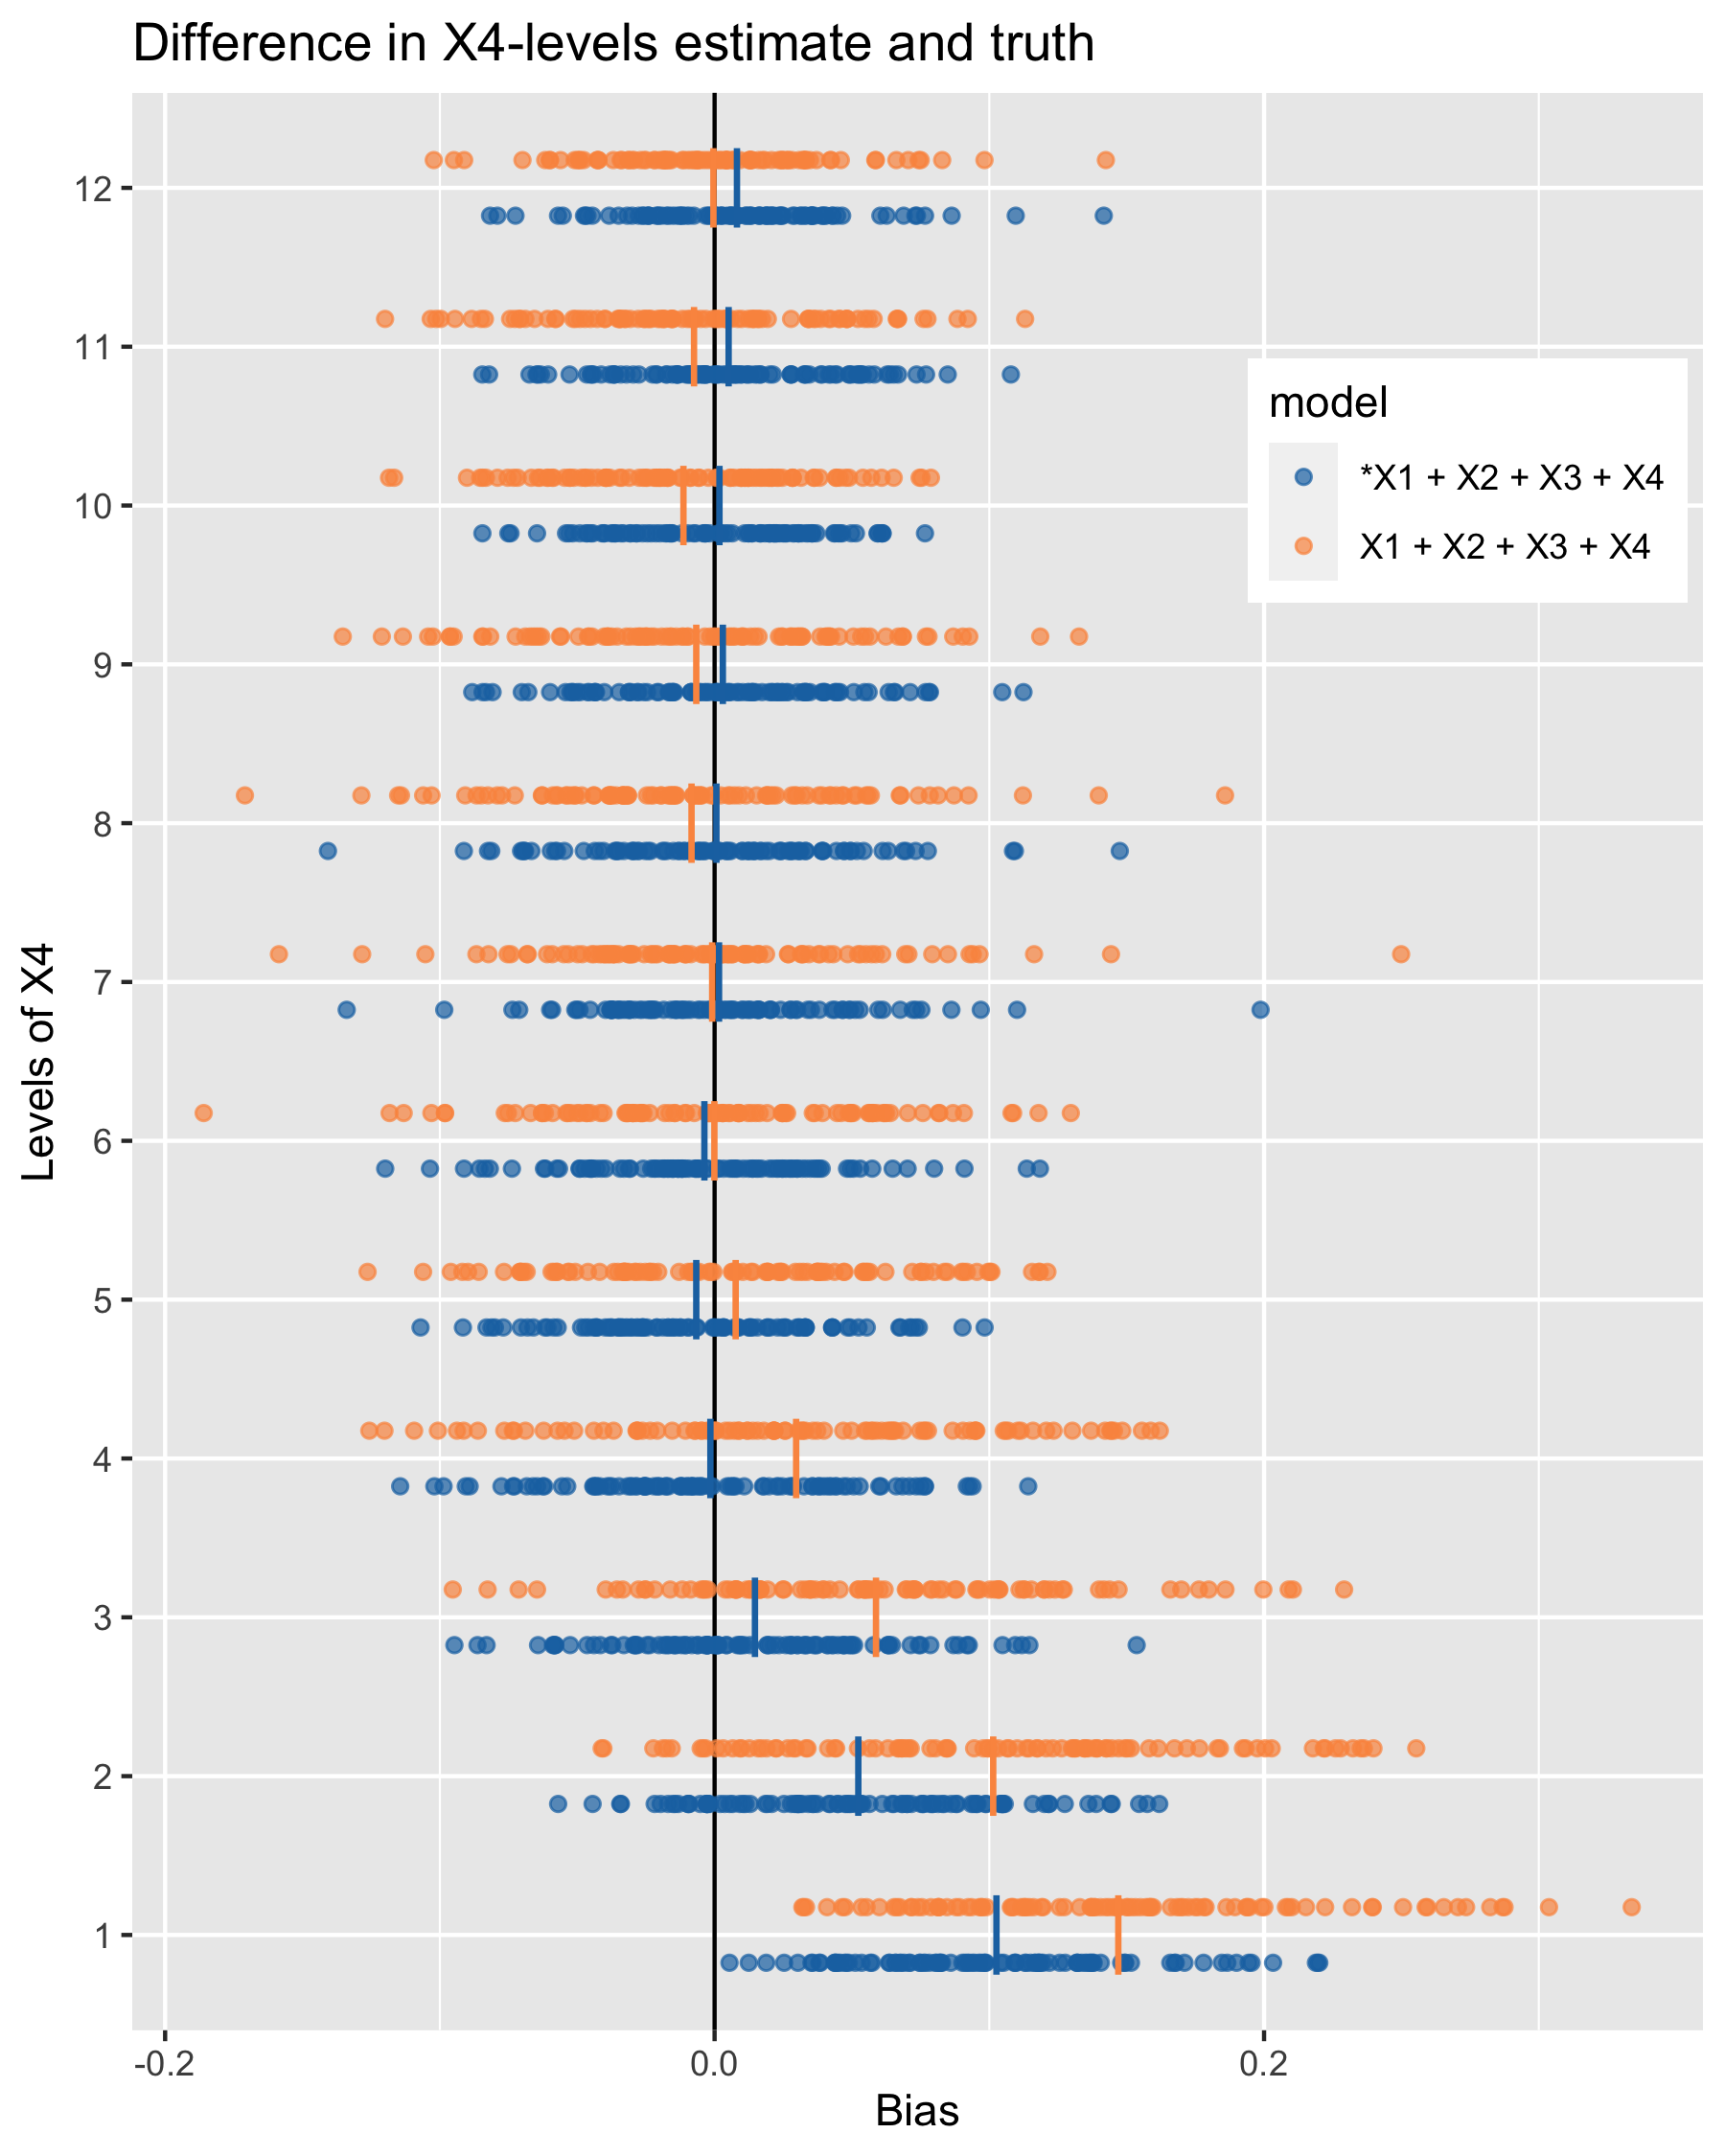 Difference in X4-levels estimate and truth
12
11
10
9
8
7
6
5
4
3
2
1
Levels of X4
model
*X1 + X2 + X3 + X4
X1 + X2 + X3 + X4
-0.2
0.0
0.2
Bias